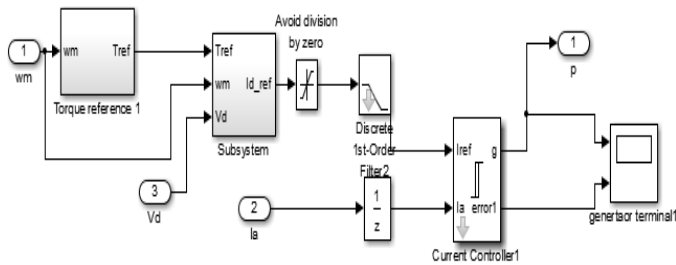 Avoid division
by zero
1
wm
wm Tref
Torque reference 1
Tref
wm Id_ref
Vd
Subsystem
3
Vd
Discrete
1st-Order
Filter2
2
Ia
1
z
Iref g
Ia error1
Current Controller1
1
p
genertaor terminal1